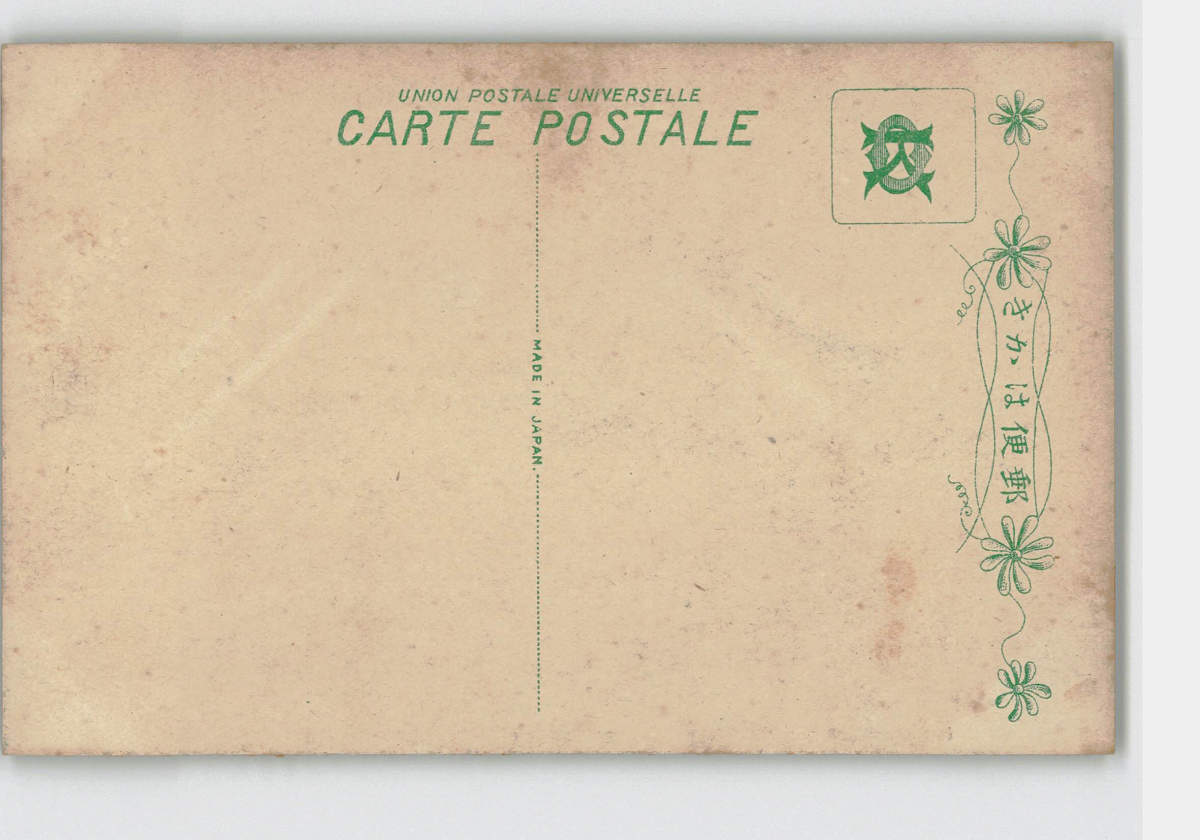 UNION POSTALE UNIVERSELLE
CARTE POSTALE
MADE IN JAPAN.
郵便はかき